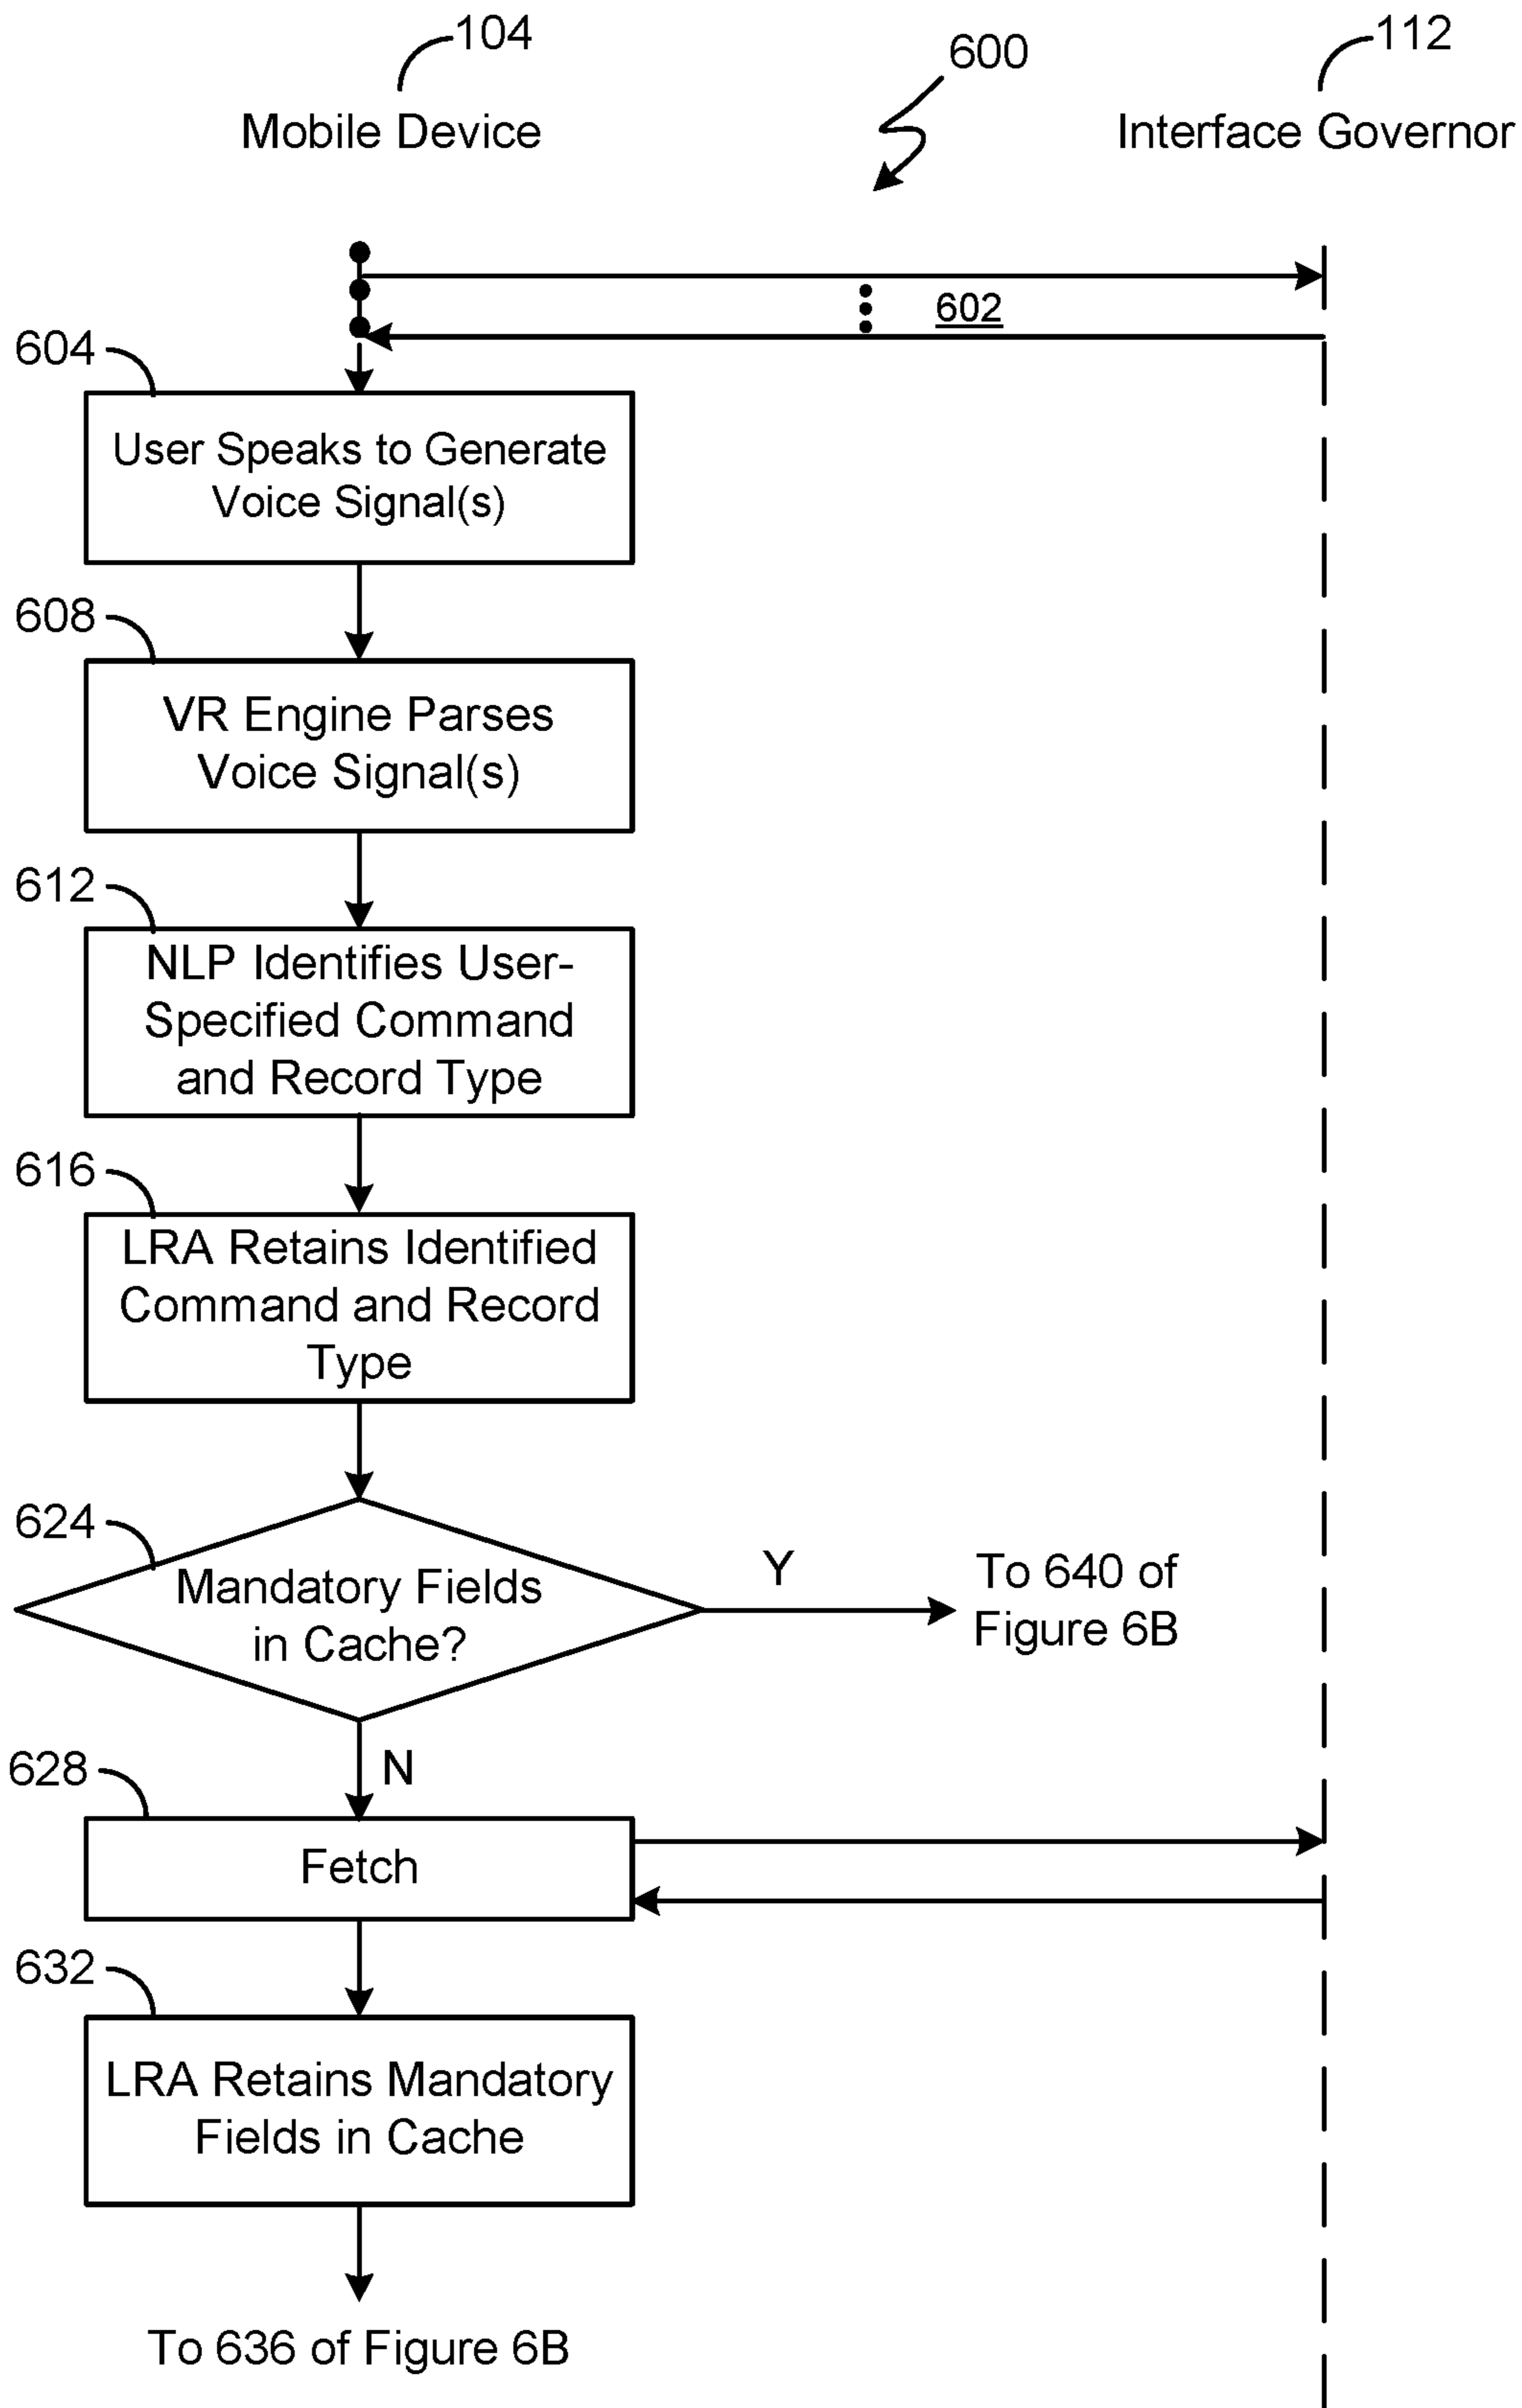 104
600
112
Mobile Device
Interface Governor
602
604
User Speaks to Generate
Voice Signal(s)
608
VR Engine Parses
Voice Signal(s)
612
NLP Identifies User-
Specified Command
and Record Type
616
LRA Retains Identified
Command and Record
Type
624
Mandatory Fields
in Cache?
Y
To 640 of
Figure 6B
N
628
Fetch
632
LRA Retains Mandatory
Fields in Cache
To 636 of Figure 6B